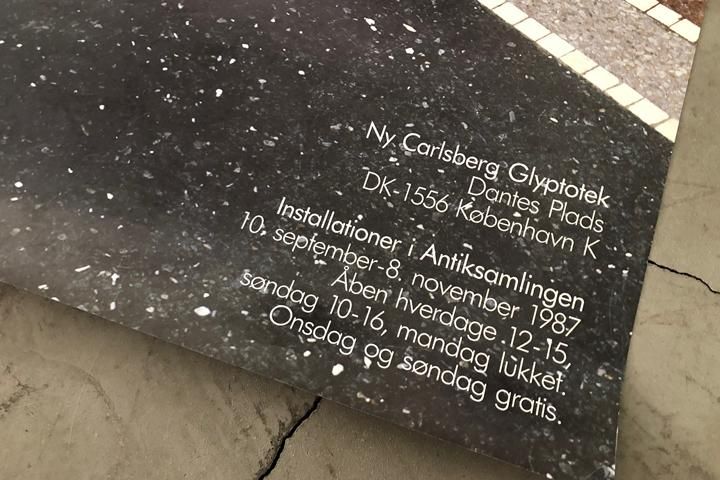 Ny Carlsberg Glyptotek
Dantes Plads
DK-1556 København K
Installationer i Antiksamlingen
10. september-8. november 1987
Åben hverdage 12-15,
søndag 10-16, mandag lukket.
Onsdag og søndag gratis.